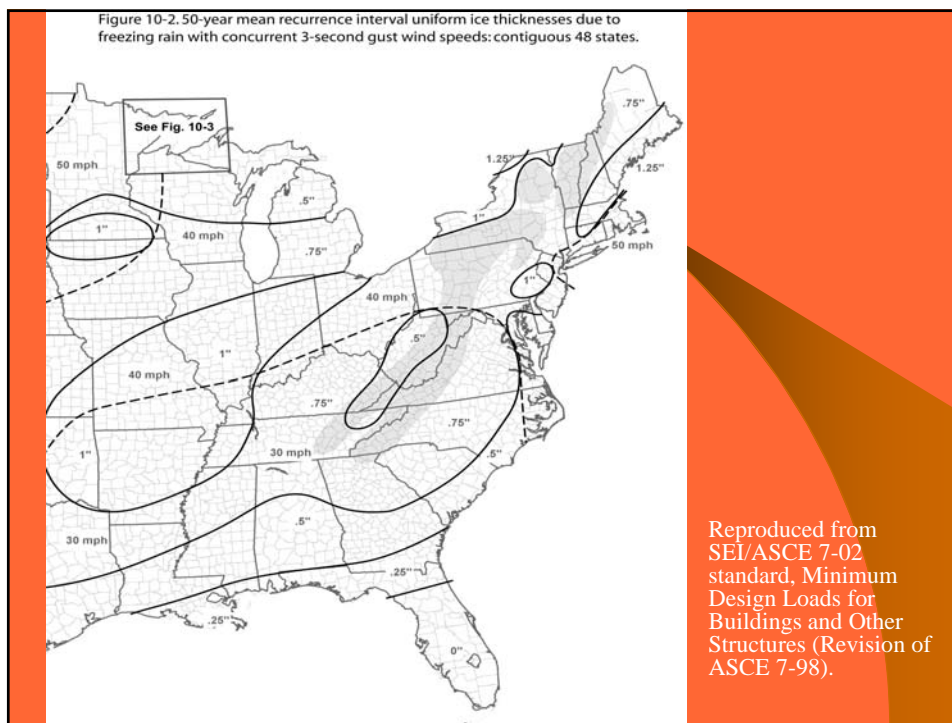 Figure 10-2. 50-year mean recurrence interval uniform ice thicknesses due to
freezing rain with concurrent 3-second gust wind speeds: contiguous 48 states.
.75"
See Fig. 10-3
1.25"
50 mph
1.25"
.5"
1"
1"
40 mph
50 mph
.75"
1"
40 mph
.5"
1"
40 mph
.75"
.75"
1"
30 mph
.5"
.5"
30 mph
.25"
.25"
0"
Reproduced from
SEI/ASCE 7-02
standard, Minimum
Design Loads for
Buildings and Other
Structures (Revision of
ASCE 7-98).